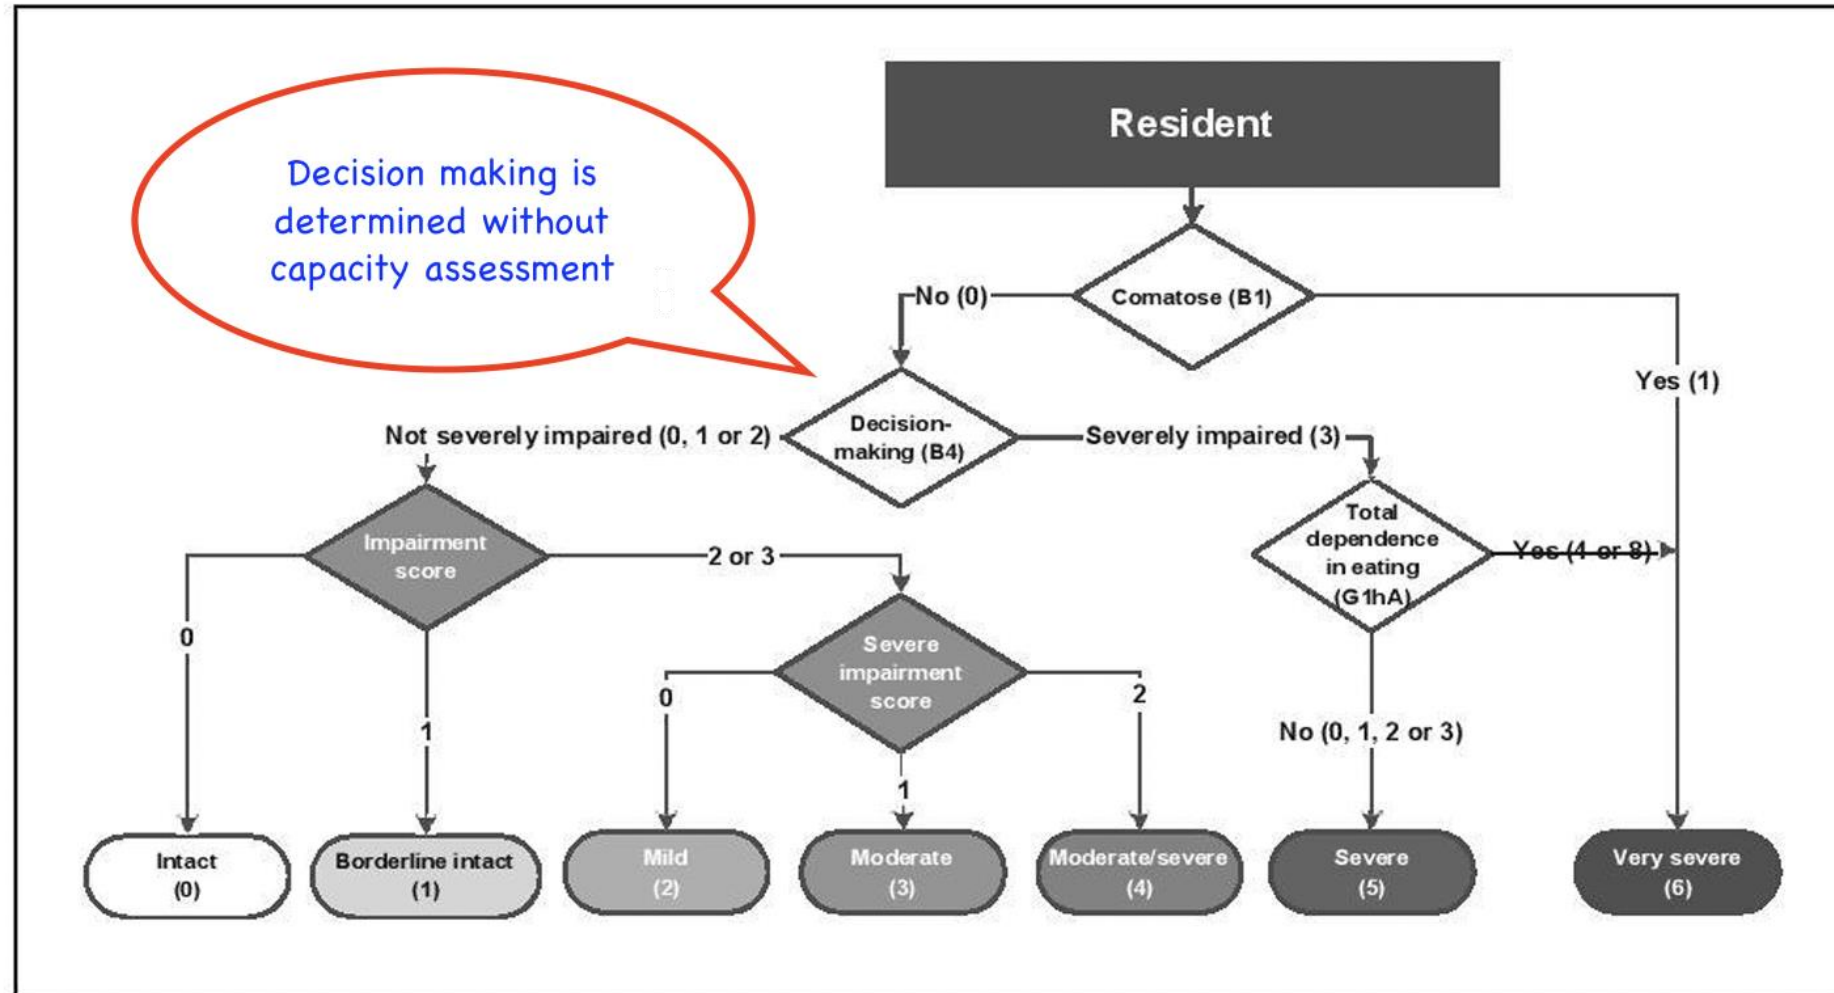 Decision making is
determined without
capacity assessment
Resident
Comatose (B1)
No (0)
Yes (1)
Decision-
making (B4)
Not severely impaired (0, 1 or 2)
Severely impaired (3)
Impairment
score
2 or 3
Total
dependence
in eating
(G1hA)
Yes (4 or 8)
0
1
Severe
impairment
score
0
2
1
No (0, 1, 2 or 3)
Intact
(0)
Borderline intact
(1)
Mild
(2)
Moderate
(3)
Moderate/severe
(4)
Severe
(5)
Very severe
(6)